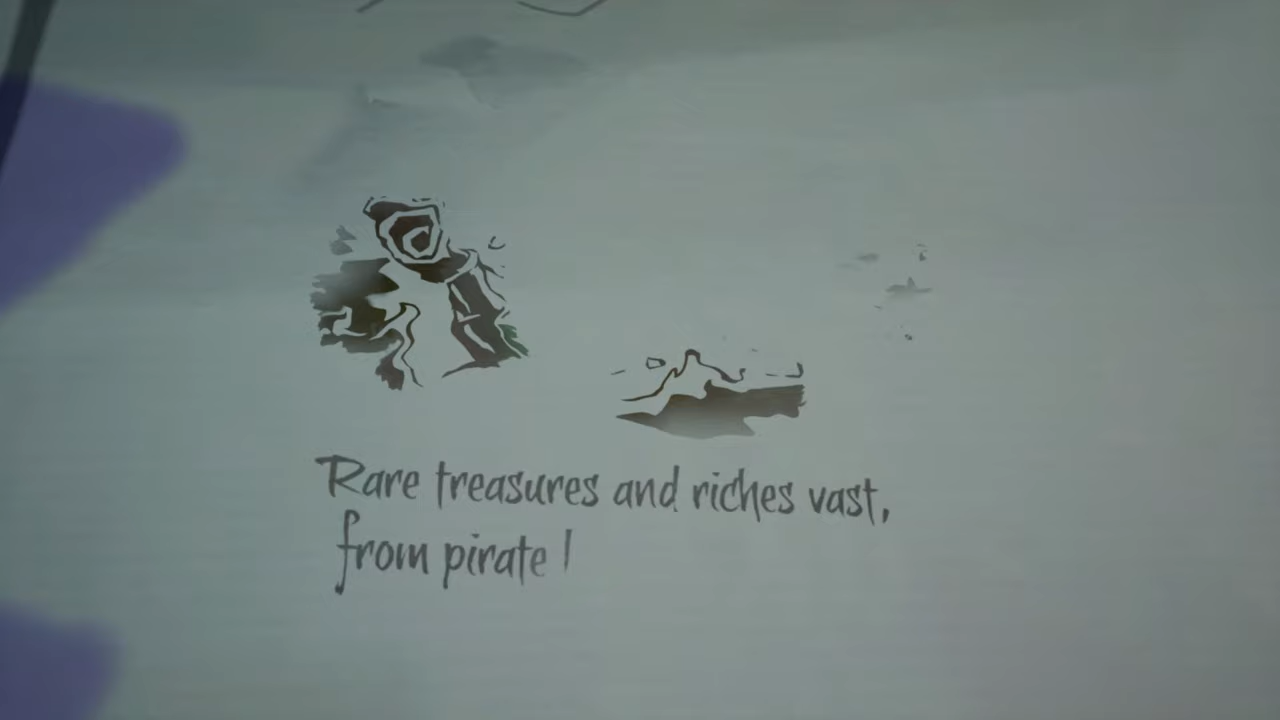 Rare treasures and riches vast,
from pirate l